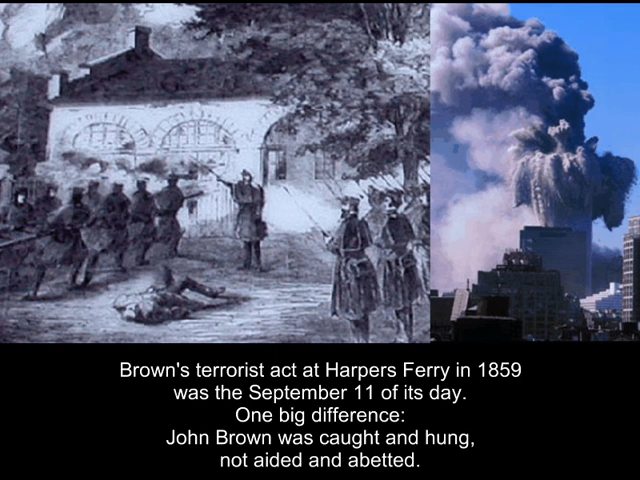 Brown's terrorist act at Harpers Ferry in 1859
was the September 11 of its day.
One big difference:
John Brown was caught and hung,
not aided and abetted.